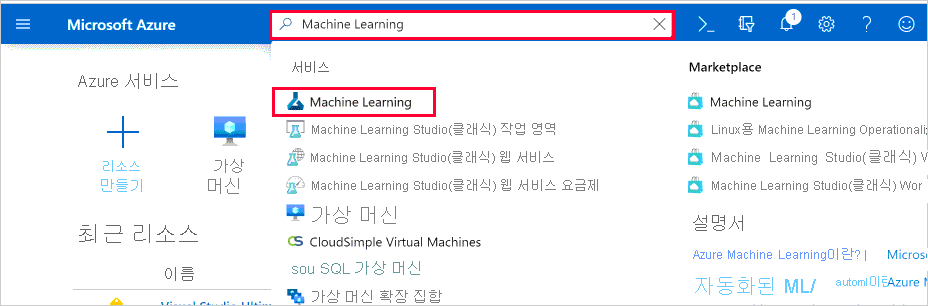 Microsoft Azure
Machine Learning
1
Azure 서비스
리소스
만들기
가상
머신
최근 리소스
이름
Visual Studio Ultim
서비스
Machine Learning
Machine Learning Studio(클래식) 작업 영역
Machine Learning Studio(클래식) 웹 서비스
Machine Learning Studio(클래식) 웹 서비스 요금제
가상 머신
CloudSimple Virtual Machines
sou SQL 가상 머신
가상 머신 확장 집합
Marketplace
Machine Learning
Linux용 Machine Learning Operationali
Machine Learning Studio(클래식) W
Machine Learning Studio(클래식) Wor
설명서
Azure Machine Learning이란? | Microso
자동화된 ML/ automl이란Azure M